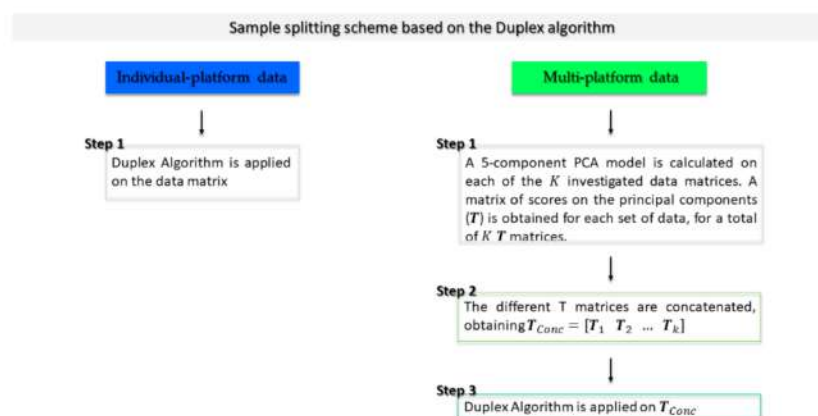 Sample splitting scheme based on the Duplex algorithm
Individual-platform data
Step 1
Duplex Algorithm is applied
on the data matrix
Multi-platform data
Step 1
A 5-component PCA model is calculated on
each of the K investigated data matrices. A
matrix of scores on the principal components
(T) is obtained for each set of data, for a total
of K T matrices.
Step 2
The different T matrices are concatenated,
obtaining T_Conc = [T_1 T_2 ... T_k]
Step 3
Duplex Algorithm is applied on T_Conc